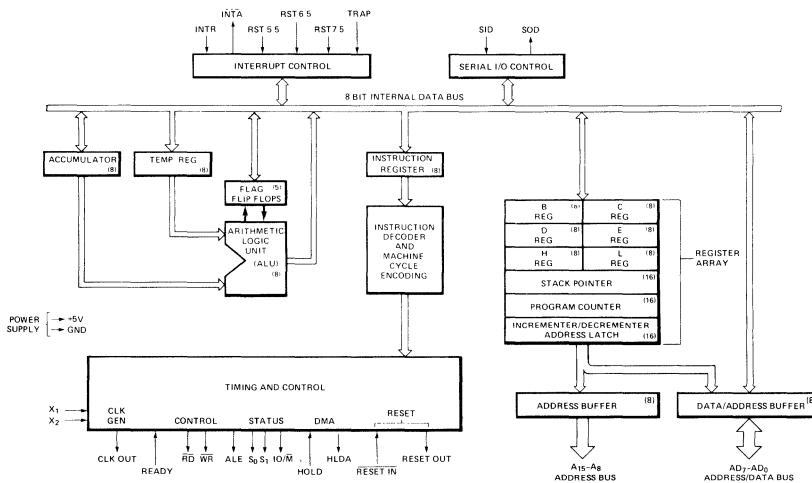 INTR
INTA
RST 5 5
RST 6 5
RST 7 5
TRAP
SID
SOD
INTERRUPT CONTROL
SERIAL I/O CONTROL
8 BIT INTERNAL DATA BUS
ACCUMULATOR
(8)
TEMP REG
(8)
INSTRUCTION
REGISTER (8)
(5)
FLAG
FLIP FLOPS
ARITHMETIC
LOGIC
UNIT
(ALU)
(8)
INSTRUCTION
DECODER
AND
MACHINE
CYCLE
ENCODING
B (8)
REG
C (8)
REG
D (8)
REG
E (8)
REG
H (8)
REG
L (8)
REG
STACK POINTER (16)
PROGRAM COUNTER (16)
INCREMENTER/DECREMENTER
ADDRESS LATCH (16)
REGISTER
ARRAY
POWER
SUPPLY
+5V
GND
TIMING AND CONTROL
X1
X2
CLK
GEN
CONTROL
STATUS
DMA
RESET
CLK OUT
READY
RD
WR
ALE
S0
S1
IO/M
HOLD
HLDA
RESET IN
RESET OUT
(8)
ADDRESS BUFFER
(8
DATA/ADDRESS BUFFER
A15–A8
ADDRESS BUS
AD7–AD0
ADDRESS/DATA BUS